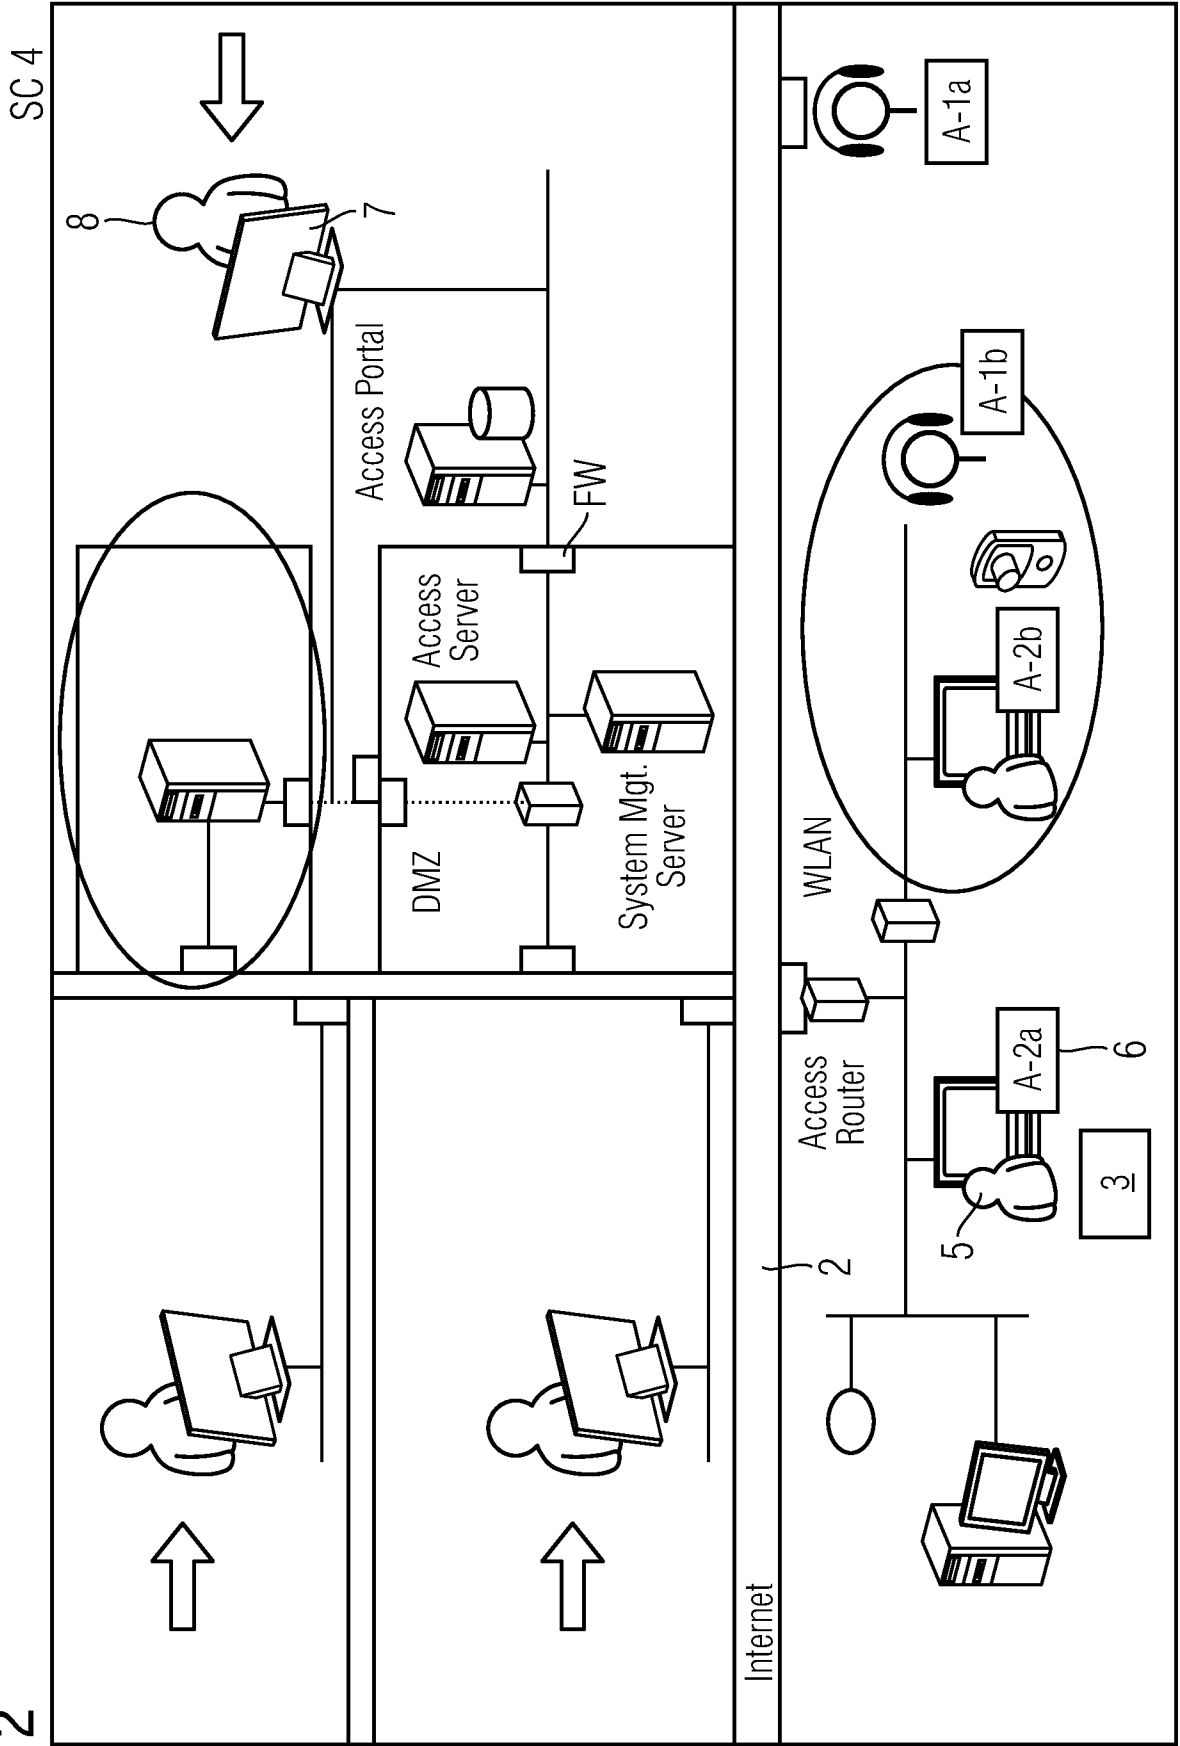 2
SC 4
8
7
Access Portal
FW
Access
Server
DMZ
System Mgt.
Server
Internet
2
Access
Router
WLAN
A-1a
A-1b
A-2b
A-2a
6
5
3